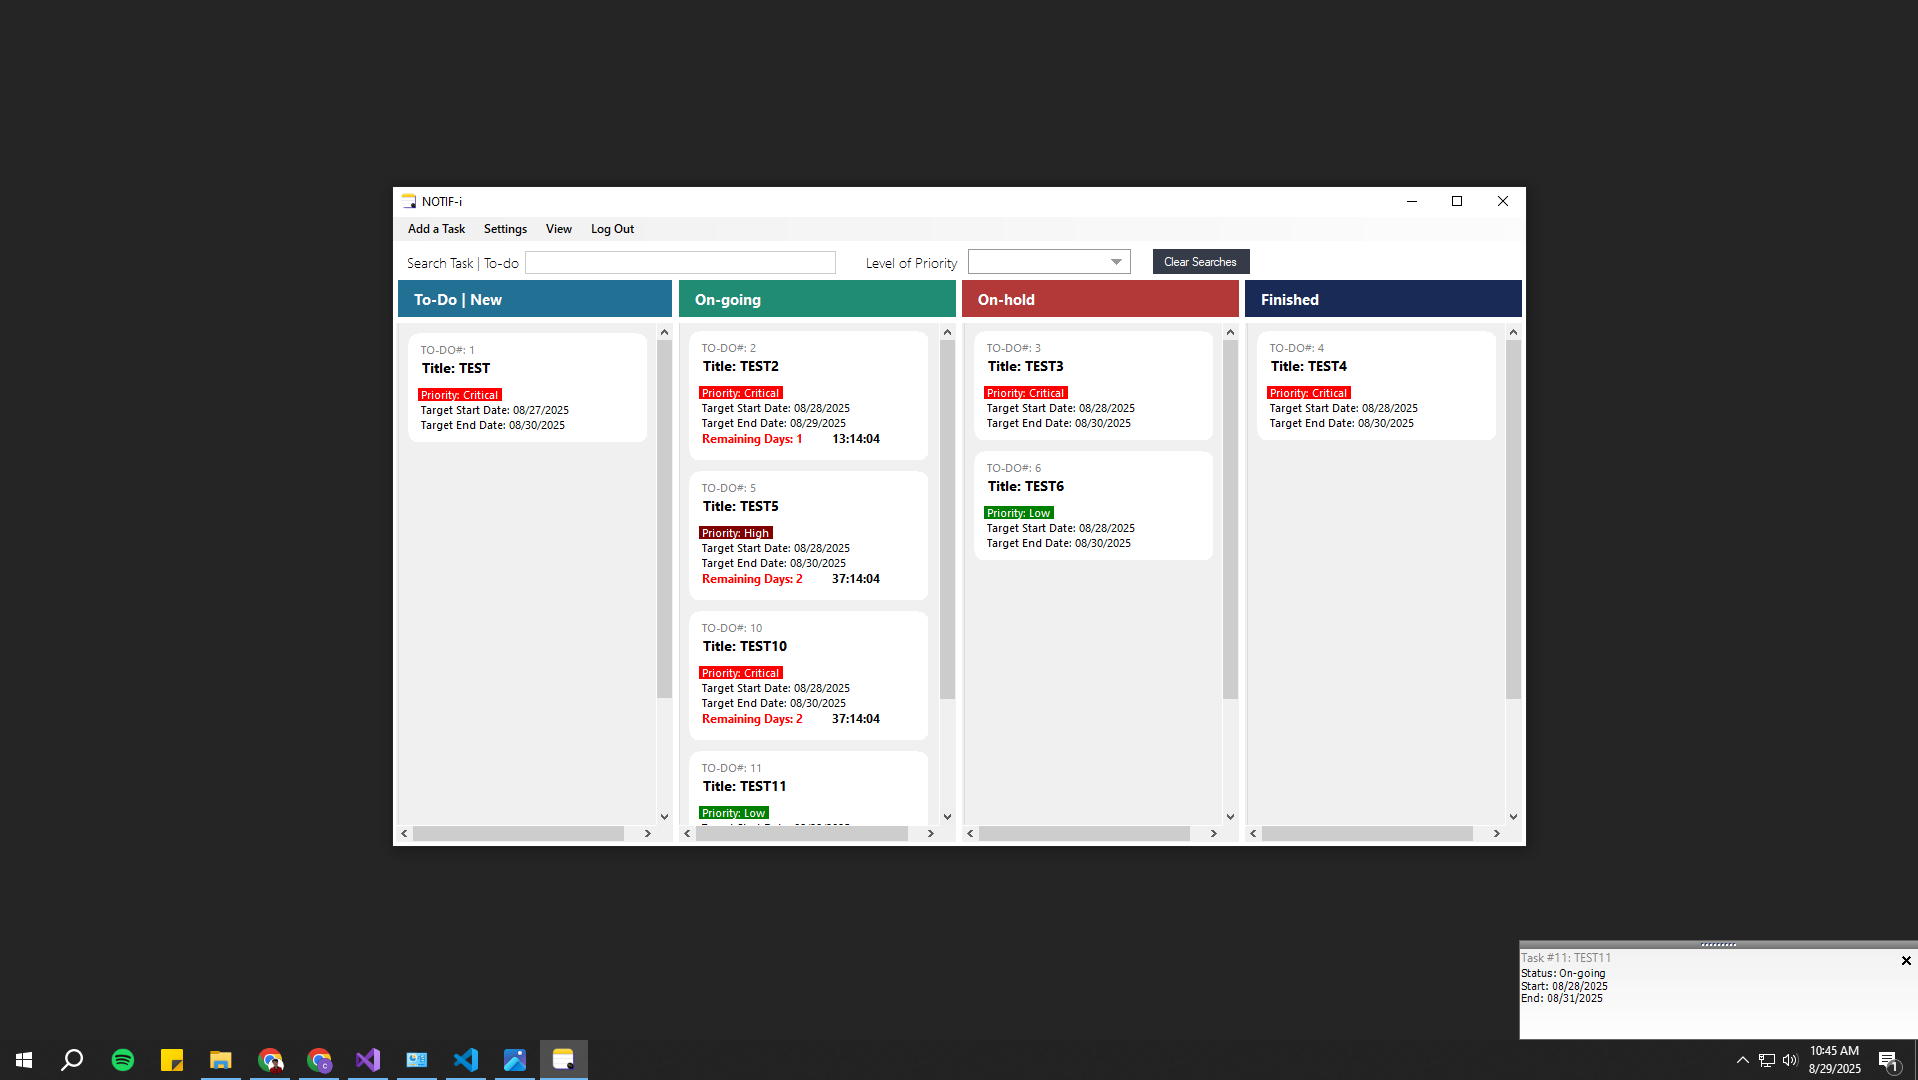 NOTIF-i
Add a Task Settings View Log Out
Search Task | To-do Level of Priority Clear Searches
To-Do | New
TO-DO#: 1
Title: TEST
Priority: Critical
Target Start Date: 08/27/2025
Target End Date: 08/30/2025
On-going
TO-DO#: 2
Title: TEST2
Priority: Critical
Target Start Date: 08/28/2025
Target End Date: 08/29/2025
Remaining Days: 1 13:14:04
TO-DO#: 5
Title: TEST5
Priority: High
Target Start Date: 08/28/2025
Target End Date: 08/30/2025
Remaining Days: 2 37:14:04
TO-DO#: 10
Title: TEST10
Priority: Critical
Target Start Date: 08/28/2025
Target End Date: 08/30/2025
Remaining Days: 2 37:14:04
TO-DO#: 11
Title: TEST11
Priority: Low
On-hold
TO-DO#: 3
Title: TEST3
Priority: Critical
Target Start Date: 08/28/2025
Target End Date: 08/30/2025
TO-DO#: 6
Title: TEST6
Priority: Low
Target Start Date: 08/28/2025
Target End Date: 08/30/2025
Finished
TO-DO#: 4
Title: TEST4
Priority: Critical
Target Start Date: 08/28/2025
Target End Date: 08/30/2025
Task #11: TEST11
Status: On-going
Start: 08/28/2025
End: 08/31/2025
10:45 AM
8/29/2025
1